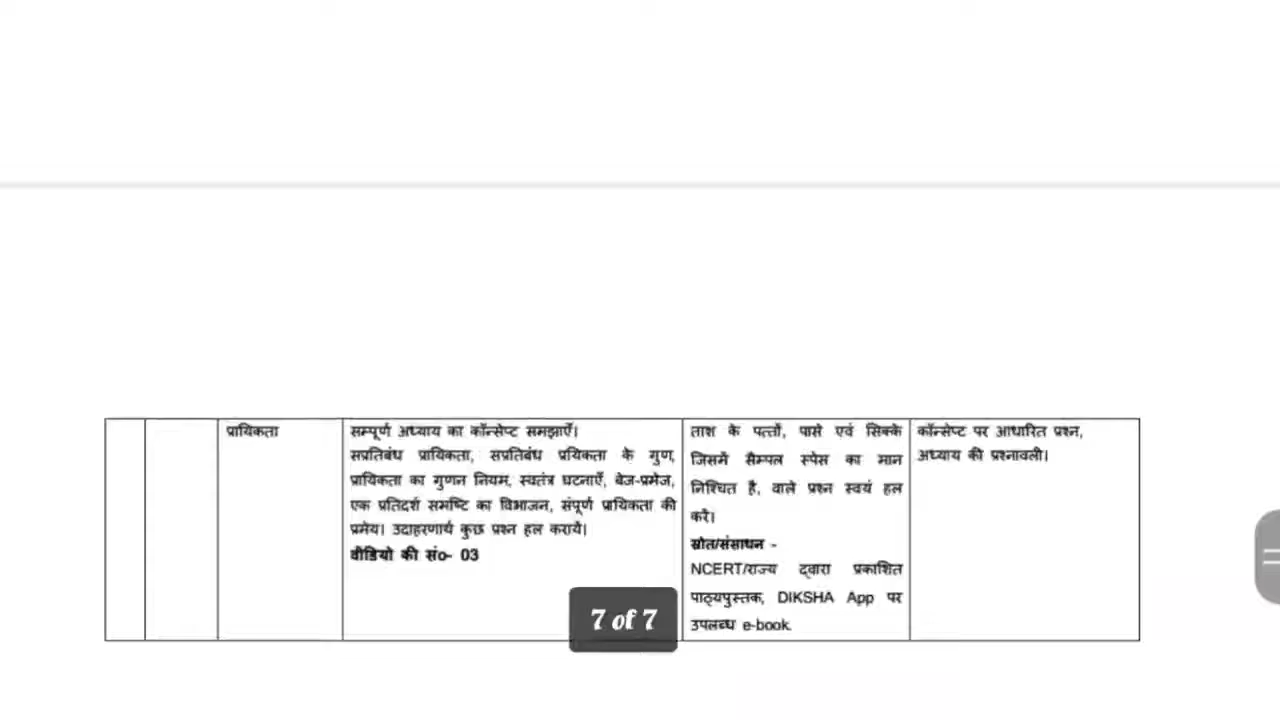 प्रायिकता
सम्पूर्ण अध्याय का कॉन्सेप्ट समझाएँ।
सप्रतिबंध प्रायिकता, सप्रतिबंध प्रयिकता के गुण,
प्रायिकता का गुणन नियम, स्वतंत्र घटनाएँ, बेज-प्रमेज,
एक प्रतिदर्श समष्टि का विभाजन, संपूर्ण प्रायिकता की
प्रमेय। उदाहरणार्थ कुछ प्रश्न हल करायें।
वीडियो की सं०- 03
ताश के पत्तों, पासे एवं सिक्के
जिसमें सैम्पल स्पेस का मान
निश्चित है, वाले प्रश्न स्वयं हल
करें।
स्रोत/संसाधन -
NCERT/राज्य द्वारा प्रकाशित
पाठ्यपुस्तक, DIKSHA App पर
उपलब्ध e-book.
कॉन्सेप्ट पर आधारित प्रश्न,
अध्याय की प्रश्नावली।
7 of 7